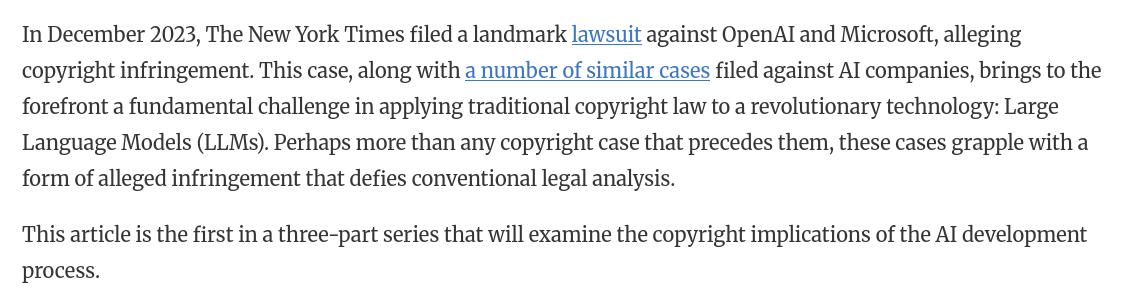 In December 2023, The New York Times filed a landmark lawsuit against OpenAI and Microsoft, alleging
copyright infringement. This case, along with a number of similar cases filed against AI companies, brings to the
forefront a fundamental challenge in applying traditional copyright law to a revolutionary technology: Large
Language Models (LLMs). Perhaps more than any copyright case that precedes them, these cases grapple with a
form of alleged infringement that defies conventional legal analysis.
This article is the first in a three-part series that will examine the copyright implications of the AI development
process.